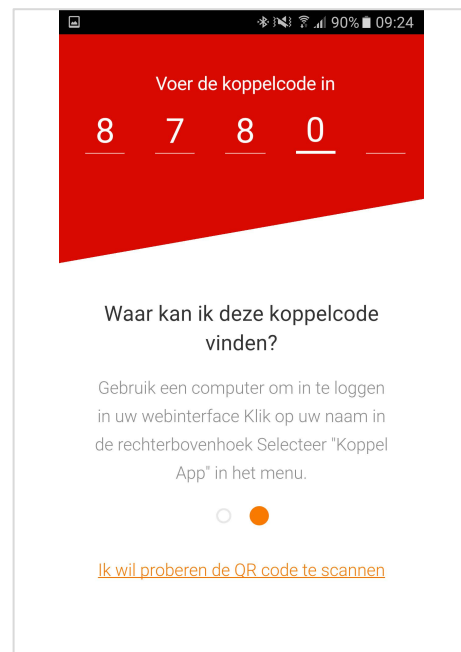 90% 09:24
Voer de koppelcode in
8 7 8 0
Waar kan ik deze koppelcode
vinden?
Gebruik een computer om in te loggen
in uw webinterface Klik op uw naam in
de rechterbovenhoek Selecteer "Koppel
App" in het menu.
Ik wil proberen de QR code te scannen